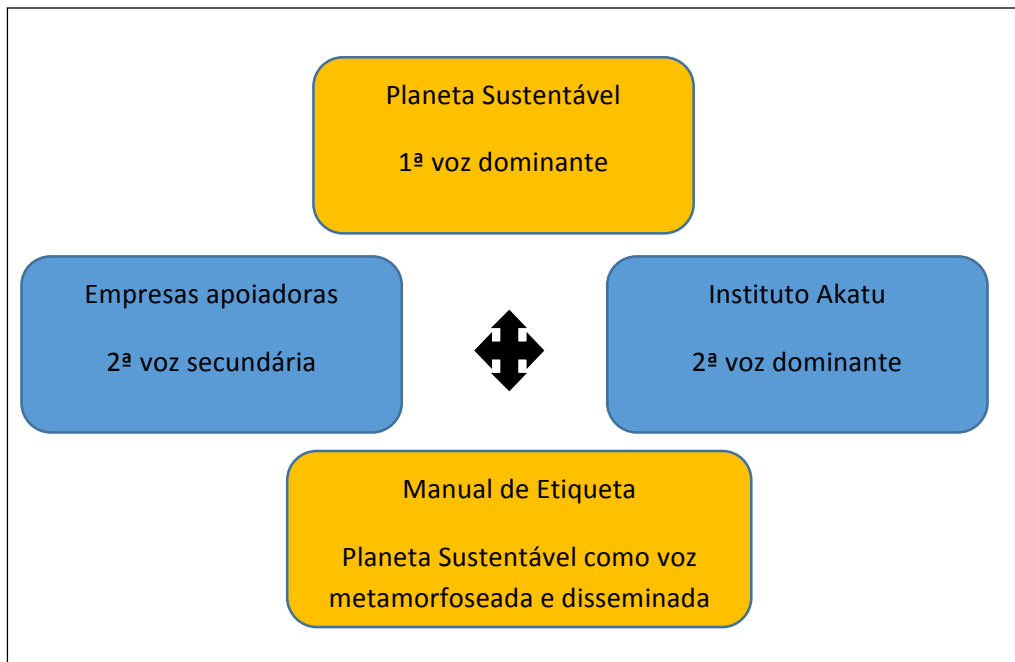 Planeta Sustentável
1ª voz dominante
Empresas apoiadoras
2ª voz secundária
Instituto Akatu
2ª voz dominante
Manual de Etiqueta
Planeta Sustentável como voz
metamorfoseada e disseminada